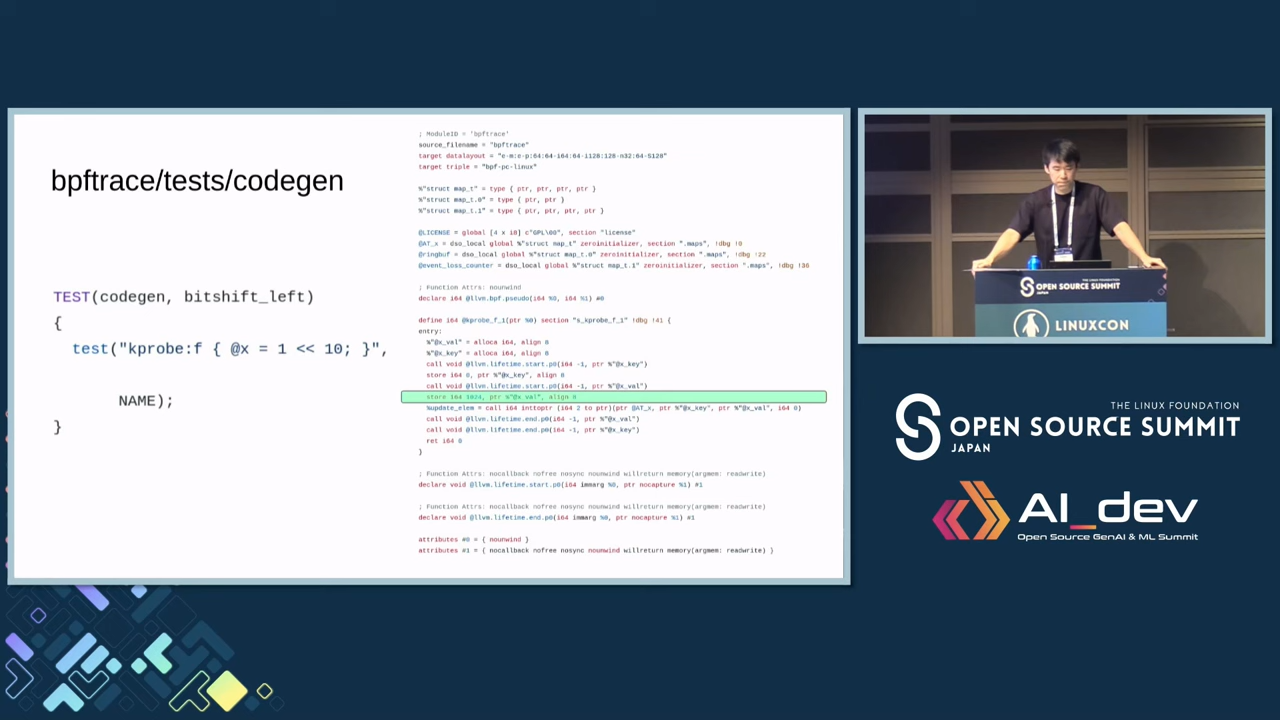 bpftrace/tests/codegen
TEST(codegen, bitshift_left)
{
test("kprobe:f { @x = 1 << 10; }",
NAME);
}
; ModuleID = 'bpftrace'
source_filename = "bpftrace"
target datalayout = "e-m:e-p:64:64-i64:64-i128:128-n32:64-S128"
target triple = "bpf-pc-linux"
%"struct map_t" = type { ptr, ptr, ptr, ptr }
%"struct map_t.0" = type { ptr, ptr }
%"struct map_t.1" = type { ptr, ptr, ptr, ptr }
@LICENSE = global [4 x i8] c"GPL\00", section "license"
@AT_x = dso_local global %"struct map_t" zeroinitializer, section ".maps", !dbg !0
@ringbuf = dso_local global %"struct map_t.0" zeroinitializer, section ".maps", !dbg !22
@event_loss_counter = dso_local global %"struct map_t.1" zeroinitializer, section ".maps", !dbg !36
; Function Attrs: nounwind
declare i64 @llvm.bpf.pseudo(i64 %0, i64 %1) #0
define i64 @kprobe_f_1(ptr %0) section "s_kprobe_f_1" !dbg !41 {
entry:
%"@x_val" = alloca i64, align 8
%"@x_key" = alloca i64, align 8
call void @llvm.lifetime.start.p0(i64 -1, ptr %"@x_key")
store i64 0, ptr %"@x_key", align 8
call void @llvm.lifetime.start.p0(i64 -1, ptr %"@x_val")
store i64 1024, ptr %"@x_val", align 8
%update_elem = call i64 inttoptr (i64 2 to ptr)(ptr @AT_x, ptr %"@x_key", ptr %"@x_val", i64 0)
call void @llvm.lifetime.end.p0(i64 -1, ptr %"@x_val")
call void @llvm.lifetime.end.p0(i64 -1, ptr %"@x_key")
ret i64 0
}
; Function Attrs: nocallback nofree nosync nounwind willreturn memory(argmem: readwrite)
declare void @llvm.lifetime.start.p0(i64 immarg %0, ptr nocapture %1) #1
; Function Attrs: nocallback nofree nosync nounwind willreturn memory(argmem: readwrite)
declare void @llvm.lifetime.end.p0(i64 immarg %0, ptr nocapture %1) #1
attributes #0 = { nounwind }
attributes #1 = { nocallback nofree nosync nounwind willreturn memory(argmem: readwrite) }
THE LINUX FOUNDATION
OPEN SOURCE SUMMIT
JAPAN
LINUXCON
THE LINUX FOUNDATION
OPEN SOURCE SUMMIT
JAPAN
AI_dev
Open Source GenAI & ML Summit